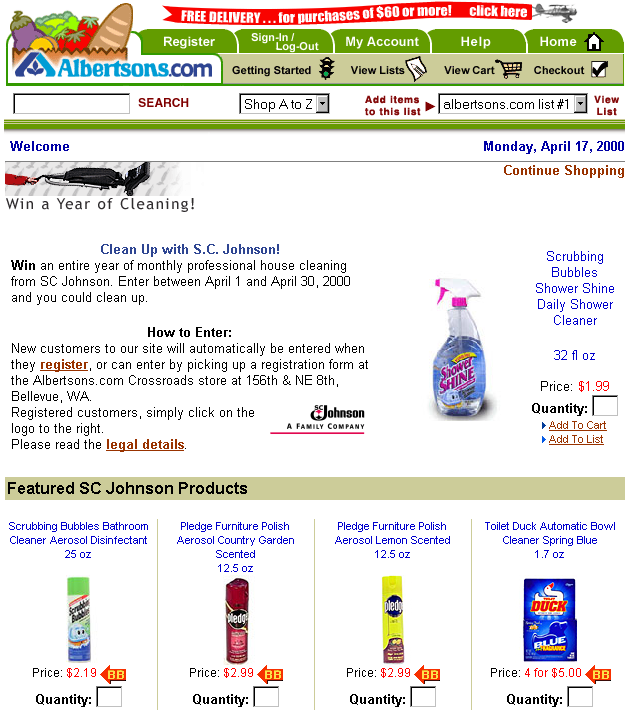 FREE DELIVERY...for purchases of $60 or more! click here
Register
Sign-In / Log-Out
My Account
Help
Home
Albertsons.com
Getting Started
View Lists
View Cart
Checkout
SEARCH
Shop A to Z
Add items to this list
albertsons.com list #1
View List
Welcome
Monday, April 17, 2000
Continue Shopping
Win a Year of Cleaning!
Clean Up with S.C. Johnson!
Win an entire year of monthly professional house cleaning
from SC Johnson. Enter between April 1 and April 30, 2000
and you could clean up.
How to Enter:
New customers to our site will automatically be entered when
they register, or can enter by picking up a registration form at
the Albertsons.com Crossroads store at 156th & NE 8th,
Bellevue, WA.
Registered customers, simply click on the
logo to the right.
Please read the legal details.
SC Johnson
A FAMILY COMPANY
Shower
SHINE
Scrubbing
Bubbles
Shower Shine
Daily Shower
Cleaner
32 fl oz
Price: $1.99
Quantity:
Add To Cart
Add To List
Featured SC Johnson Products
Scrubbing Bubbles Bathroom
Cleaner Aerosol Disinfectant
25 oz
Scrubbing
Bubbles
Price: $2.19 BB
Quantity:
Pledge Furniture Polish
Aerosol Country Garden
Scented
12.5 oz
Pledge
Price: $2.99 BB
Quantity:
Pledge Furniture Polish
Aerosol Lemon Scented
12.5 oz
Pledge
Price: $2.99 BB
Quantity:
Toilet Duck Automatic Bowl
Cleaner Spring Blue
1.7 oz
TOILET
DUCK
BLUE
FRAGRANCE
Price: 4 for $5.00 BB
Quantity: